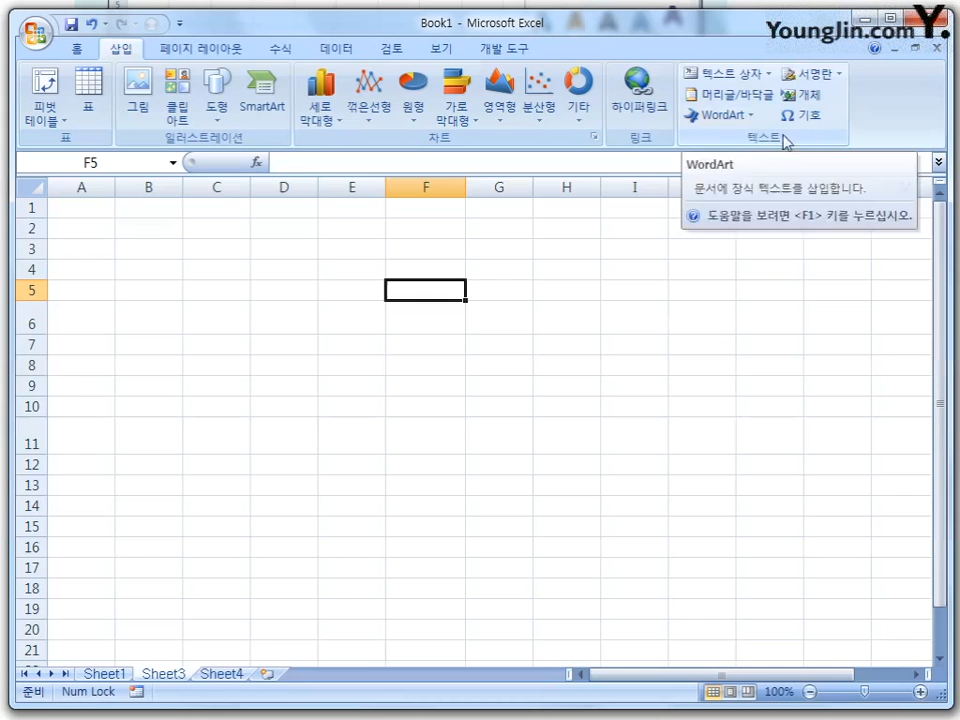 Book1 - Microsoft Excel
Y.
YoungJin.com
홈 삽입 페이지 레이아웃 수식 데이터 검토 보기 개발 도구
피벗 테이블 표 그림 클립 아트 도형 SmartArt 세로 막대형 꺾은선형 원형 가로 막대형 영역형 분산형 기타 하이퍼링크 텍스트 상자 서명란
머리글/바닥글 개체
WordArt Ω 기호
표 일러스트레이션 차트 링크 텍스트
F5 fx
WordArt
문서에 장식 텍스트를 삽입합니다.
도움말을 보려면 <F1> 키를 누르십시오.
A B C D E F G H I
1
2
3
4
5
6
7
8
9
10
11
12
13
14
15
16
17
18
19
20
21
Sheet1 Sheet3 Sheet4
준비 Num Lock 100%